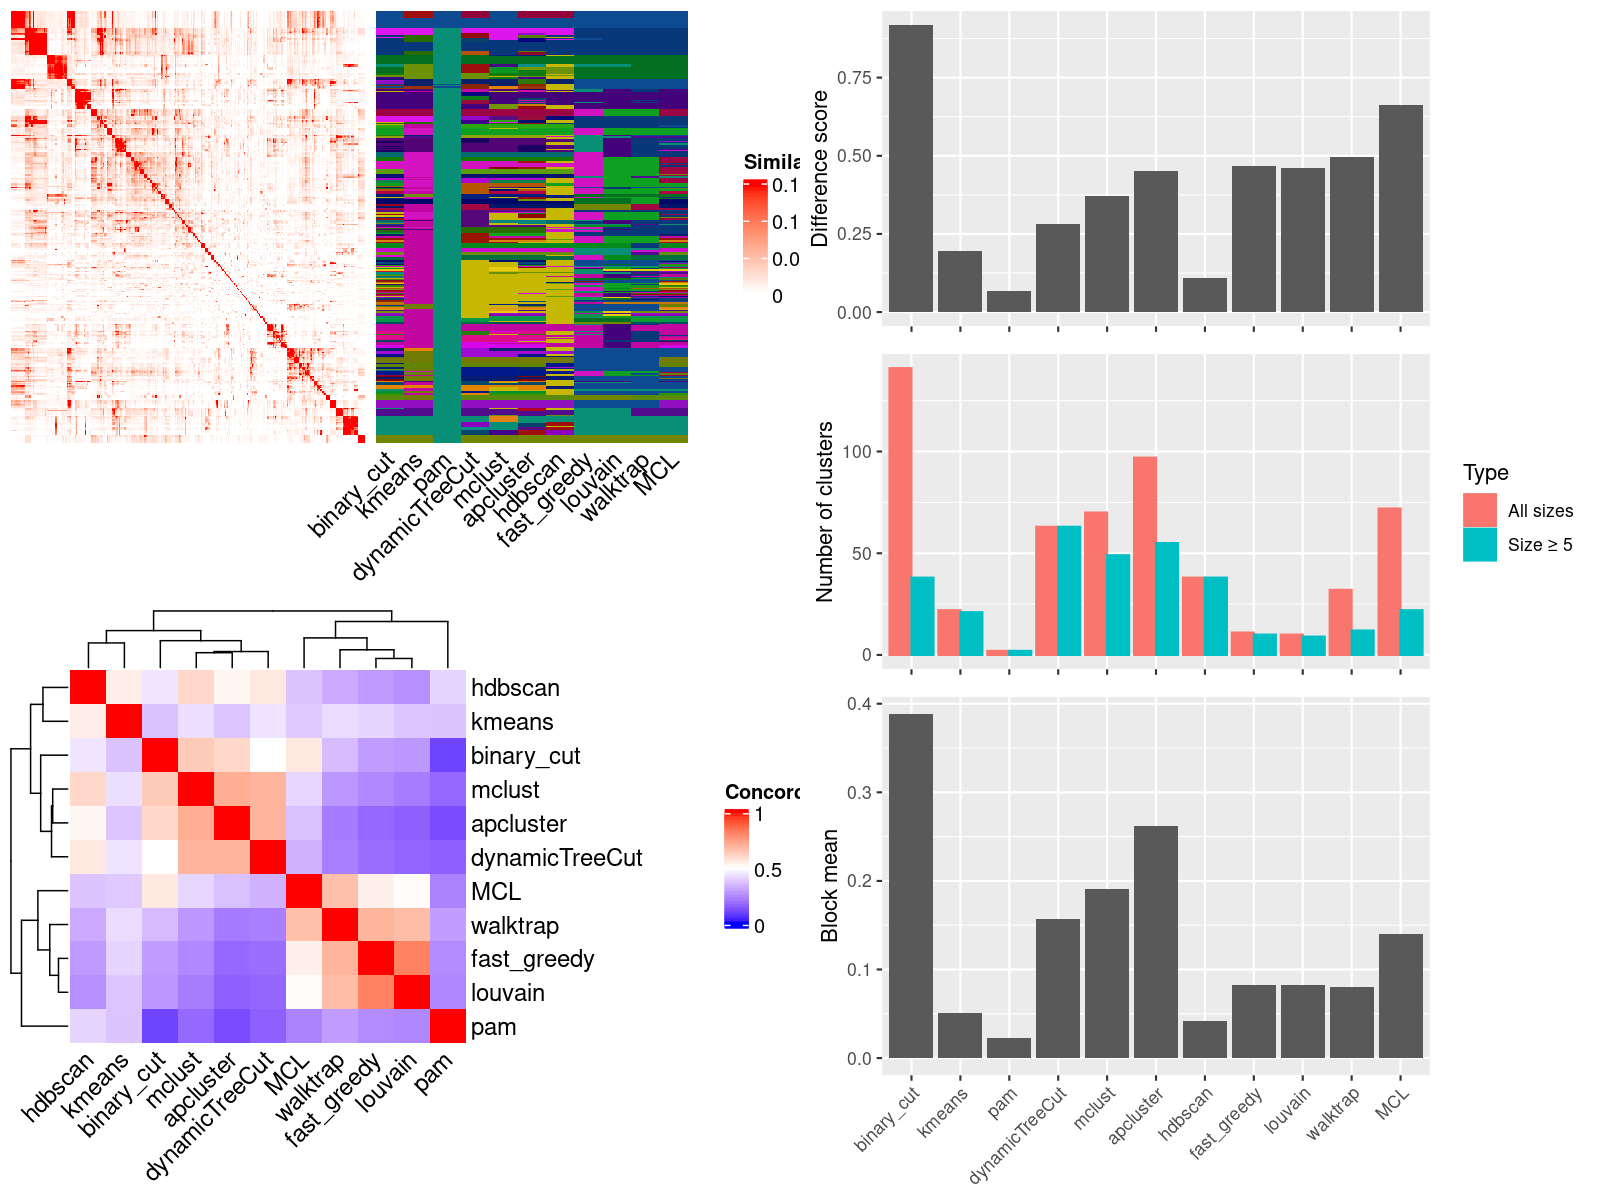 Simila
0.1
0.1
0.0
0
binary_cut
kmeans
pam
dynamicTreeCut
mclust
apcluster
hdbscan
fast_greedy
louvain
walktrap
MCL
hdbscan
kmeans
binary_cut
mclust
apcluster
dynamicTreeCut
MCL
walktrap
fast_greedy
louvain
pam
hdbscan
kmeans
binary_cut
mclust
apcluster
dynamicTreeCut
MCL
walktrap
fast_greedy
louvain
pam
Concord
1
0.5
0
Difference score
0.75
0.50
0.25
0.00
Number of clusters
100
50
0
Type
All sizes
Size ≥ 5
Block mean
0.4
0.3
0.2
0.1
0.0
binary_cut
kmeans
pam
dynamicTreeCut
mclust
apcluster
hdbscan
fast_greedy
louvain
walktrap
MCL